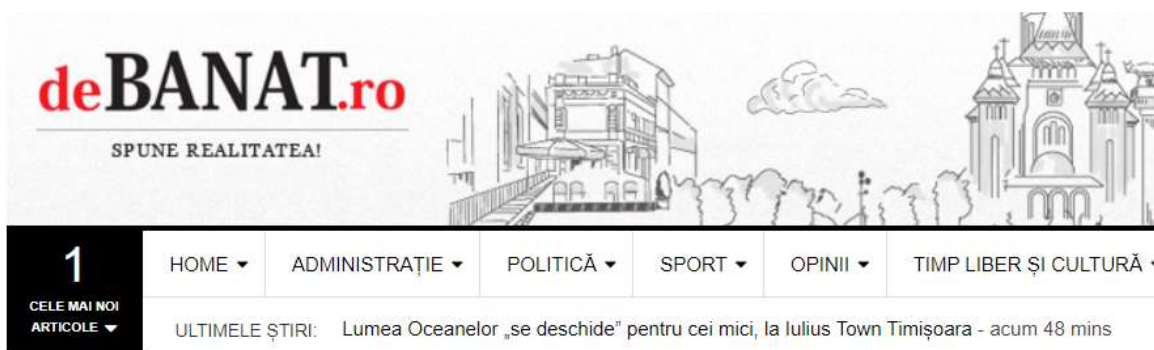 deBANAT.ro
SPUNE REALITATEA!
1
CELE MAI NOI
ARTICOLE
HOME
ADMINISTRAȚIE
POLITICĂ
SPORT
OPINII
TIMP LIBER ȘI CULTURĂ
ULTIMELE ȘTIRI: Lumea Oceanelor „se deschide” pentru cei mici, la Iulius Town Timișoara - acum 48 mins